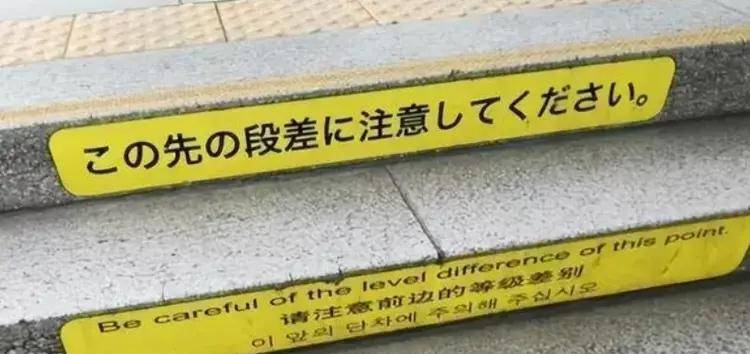 この先の段差に注意してください。
Be careful of the level difference of this point.
请注意前边的等级差别
이 앞의 단차에 주의해 주십시오